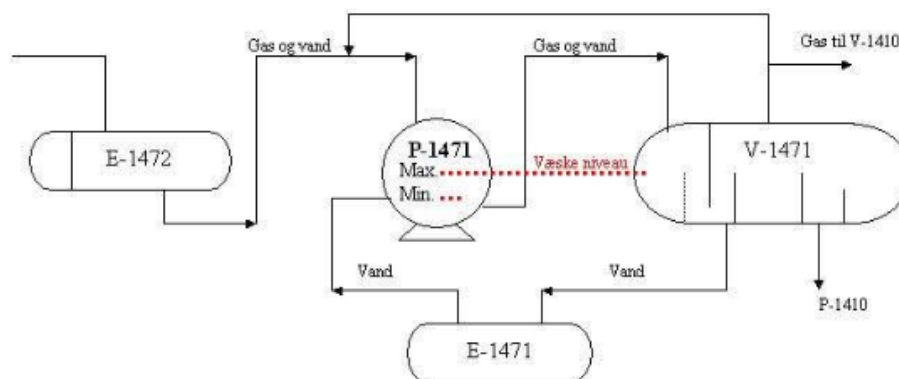 Gas og vand
Gas og vand
Gas til V-1410
E-1472
P-1471
V-1471
Max.
Væske niveau
Min.
Vand
Vand
P-1410
E-1471